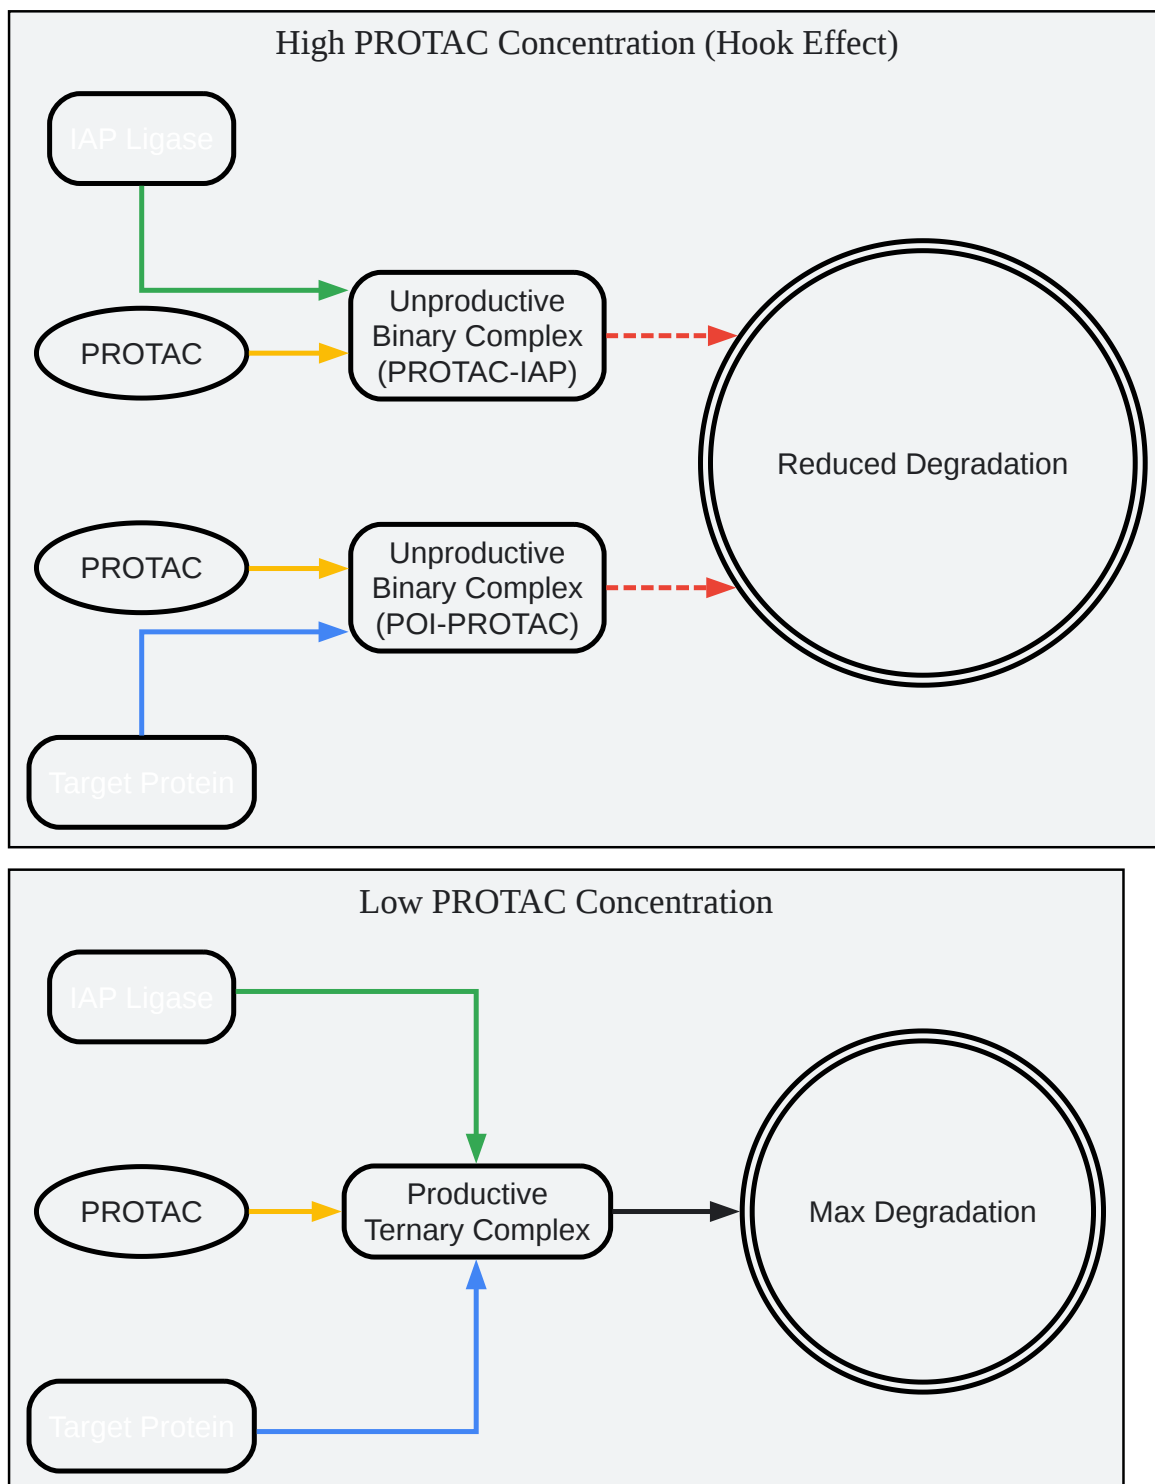 High PROTAC Concentration (Hook Effect)
IAP Ligase
PROTAC
Unproductive
Binary Complex
(PROTAC-IAP)
Reduced Degradation
PROTAC
Unproductive
Binary Complex
(POI-PROTAC)
Target Protein
Low PROTAC Concentration
IAP Ligase
PROTAC
Productive
Ternary Complex
Max Degradation
Target Protein